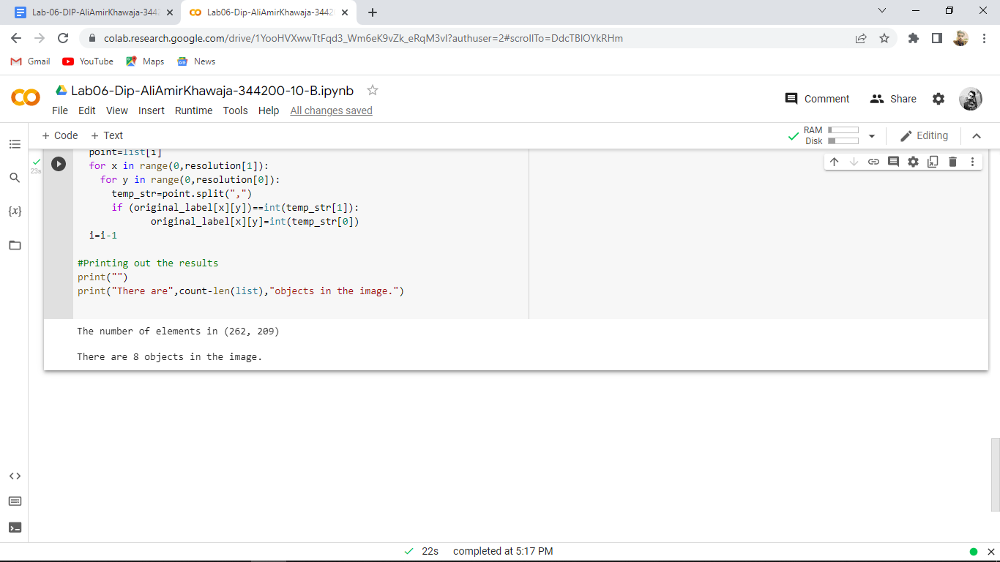 Lab-06-DIP-AliAmirKhawaja-3442
Lab06-Dip-AliAmirKhawaja-3442
colab.research.google.com/drive/1YooHVXwwTtFqd3_Wm6eK9vZk_eRqM3vI?authuser=2#scrollTo=DdcTBIOYkRHm
Gmail YouTube Maps News
Lab06-Dip-AliAmirKhawaja-344200-10-B.ipynb
Comment Share
File Edit View Insert Runtime Tools Help All changes saved
+ Code + Text
RAM
Disk
Editing
23s
point=list[i]
for x in range(0,resolution[1]):
for y in range(0,resolution[0]):
temp_str=point.split(",")
if (original_label[x][y])==int(temp_str[1]):
original_label[x][y]=int(temp_str[0])
i=i-1
#Printing out the results
print("")
print("There are",count-len(list),"objects in the image.")
The number of elements in (262, 209)
There are 8 objects in the image.
22s completed at 5:17 PM